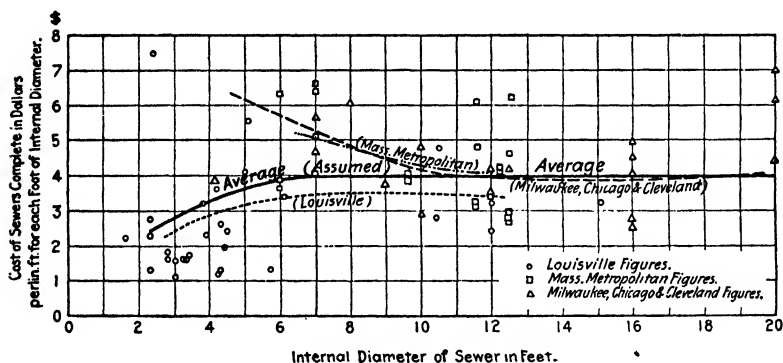 $
8
7
6
5
4
3
2
1
0
Cost of Sewers Complete in Dollars
per lin. ft. for each Foot of Internal Diameter.
(Mass. Metropolitan)
Average (Assumed)
Average
(Milwaukee, Chicago & Cleveland)
(Louisville)
Louisville Figures.
Mass. Metropolitan Figures.
Milwaukee, Chicago & Cleveland Figures.
0 2 4 6 8 10 12 14 16 18 20
Internal Diameter of Sewer in Feet.